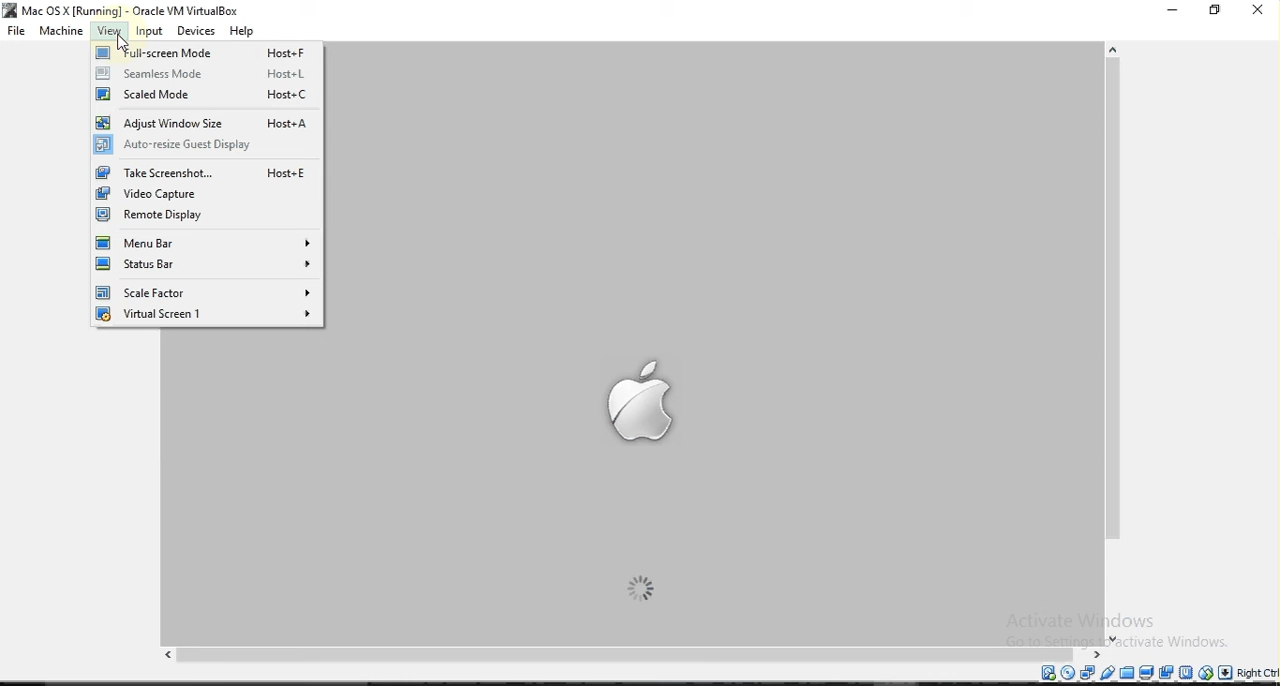 Mac OS X [Running] - Oracle VM VirtualBox
File Machine View Input Devices Help
Full-screen Mode Host+F
Seamless Mode Host+L
Scaled Mode Host+C
Adjust Window Size Host+A
Auto-resize Guest Display
Take Screenshot... Host+E
Video Capture
Remote Display
Menu Bar
Status Bar
Scale Factor
Virtual Screen 1
Activate Windows
Go to Settings to activate Windows.
Right Ctrl